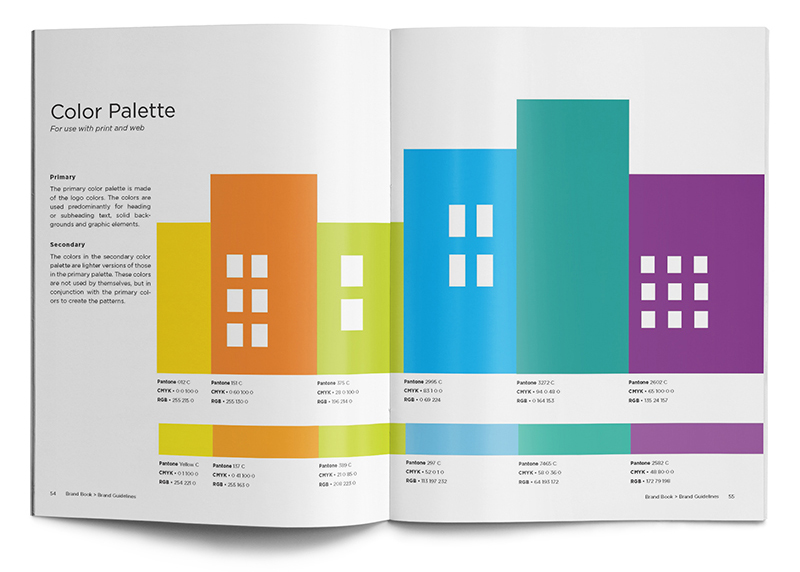 Color Palette
For use with print and web
Primary
The primary color palette is made
of the logo colors. The colors are
used predominantly for heading
or subheading text, solid back-
grounds and graphic elements.
Secondary
The colors in the secondary color
palette are lighter versions of those
in the primary palette. These colors
are not used by themselves, but in
conjunction with the primary col-
ors to create the patterns.
Pantone 012 C
CMYK • 0 0 100 0
RGB • 255 215 0
Pantone 151 C
CMYK • 0 60 100 0
RGB • 255 130 0
Pantone 375 C
CMYK • 28 0 100 0
RGB • 196 214 0
Pantone 2995 C
CMYK • 83 1 0 0
RGB • 0 69 224
Pantone 3272 C
CMYK • 94 0 48 0
RGB • 0 164 153
Pantone 2602 C
CMYK • 65 100 0 0
RGB • 135 24 157
Pantone Yellow C
CMYK • 0 1 100 0
RGB • 254 221 0
Pantone 137 C
CMYK • 0 41 100 0
RGB • 255 163 0
Pantone 389 C
CMYK • 21 0 85 0
RGB • 208 223 0
Pantone 297 C
CMYK • 52 0 1 0
RGB • 113 197 232
Pantone 7465 C
CMYK • 58 0 36 0
RGB • 64 193 172
Pantone 2582 C
CMYK • 48 80 0 0
RGB • 172 79 198
54 Brand Book > Brand Guidelines
Brand Book > Brand Guidelines 55